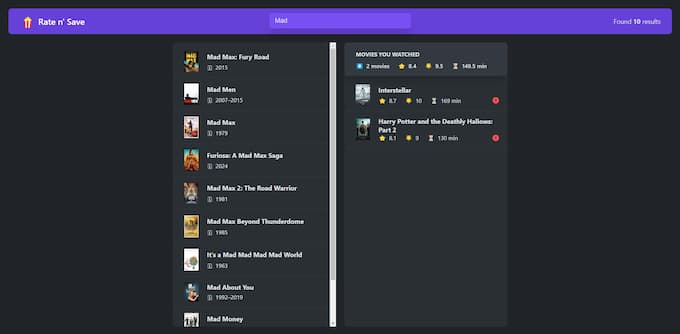 Rate n' Save
Mad
Found 10 results
Mad Max: Fury Road
2015
Mad Men
2007–2015
Mad Max
1979
Furiosa: A Mad Max Saga
2024
Mad Max 2: The Road Warrior
1981
Mad Max Beyond Thunderdome
1985
It's a Mad Mad Mad Mad World
1963
Mad About You
1992–2019
Mad Money
MOVIES YOU WATCHED
2 movies 8.4 9.5 149.5 min
Interstellar
8.7 10 169 min
Harry Potter and the Deathly Hallows:
Part 2
8.1 9 130 min